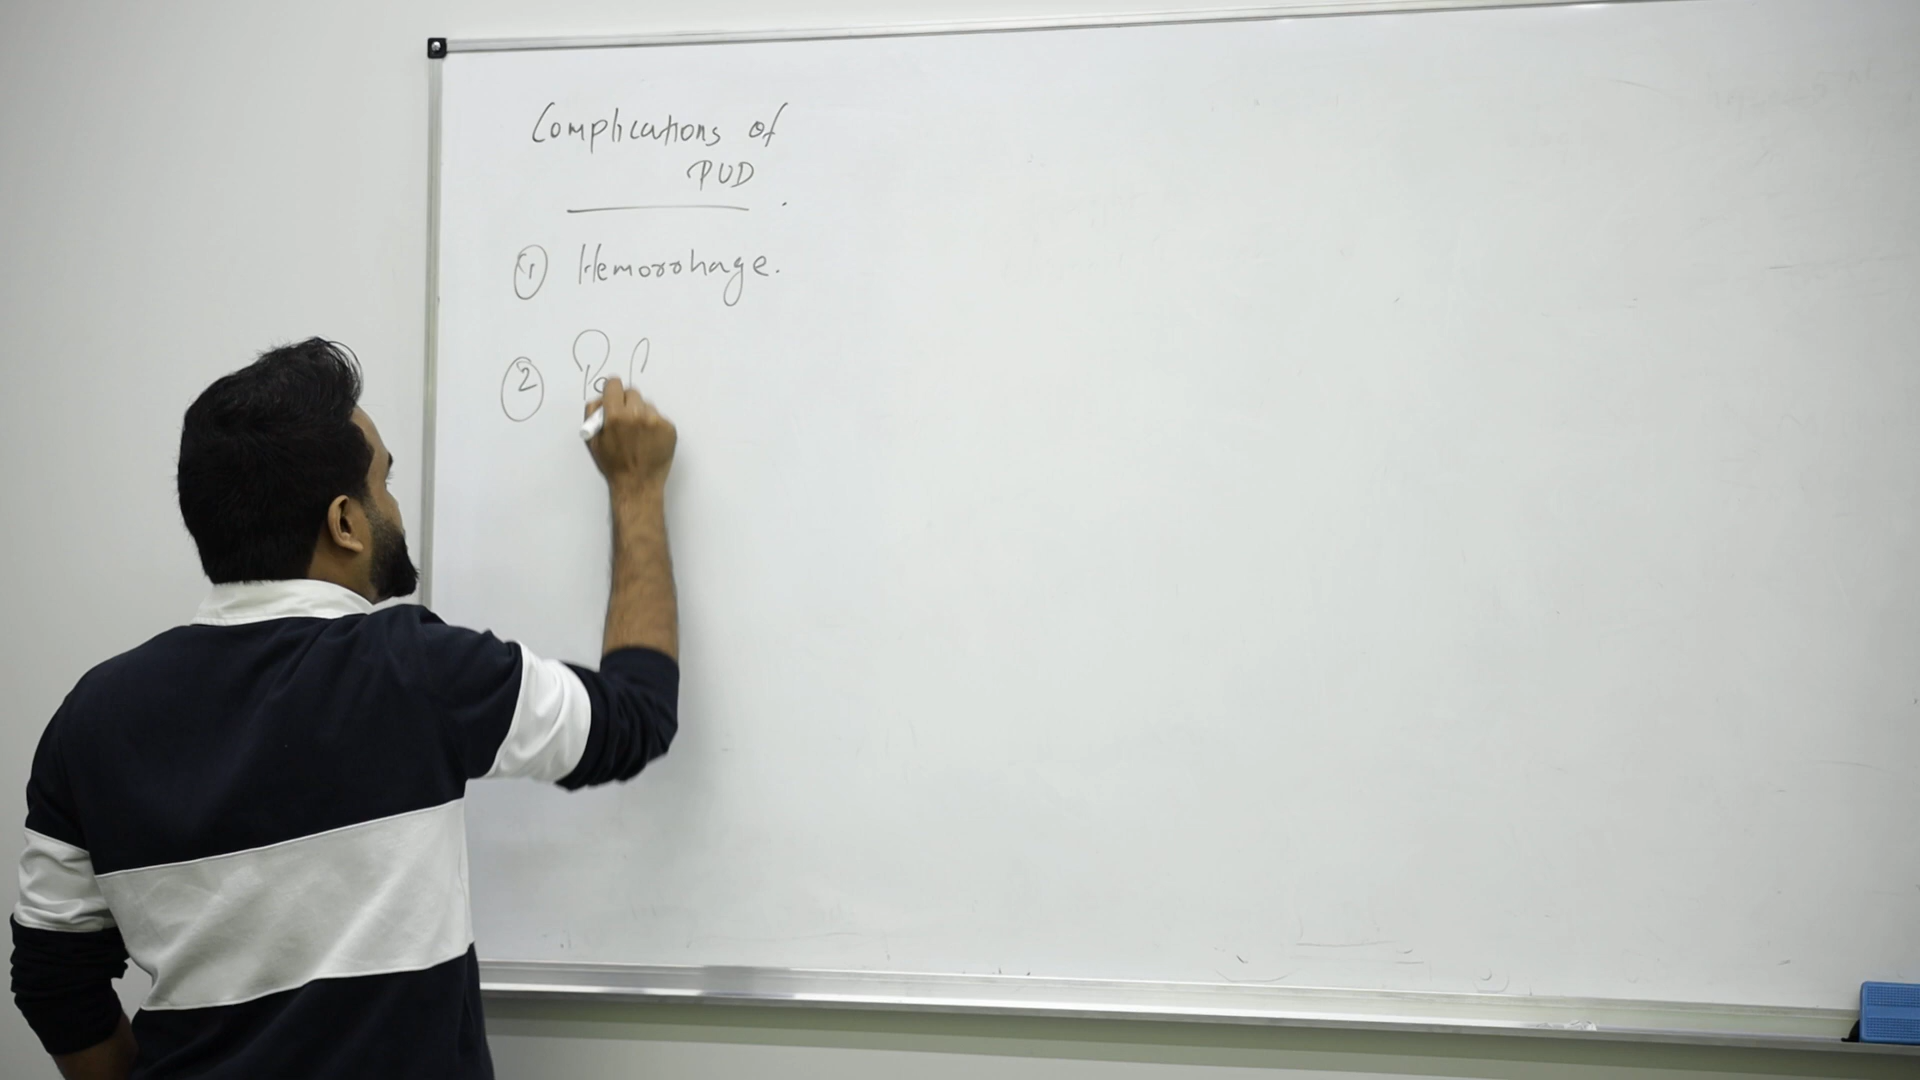 Complications of
PUD
① Hemorrhage.
②